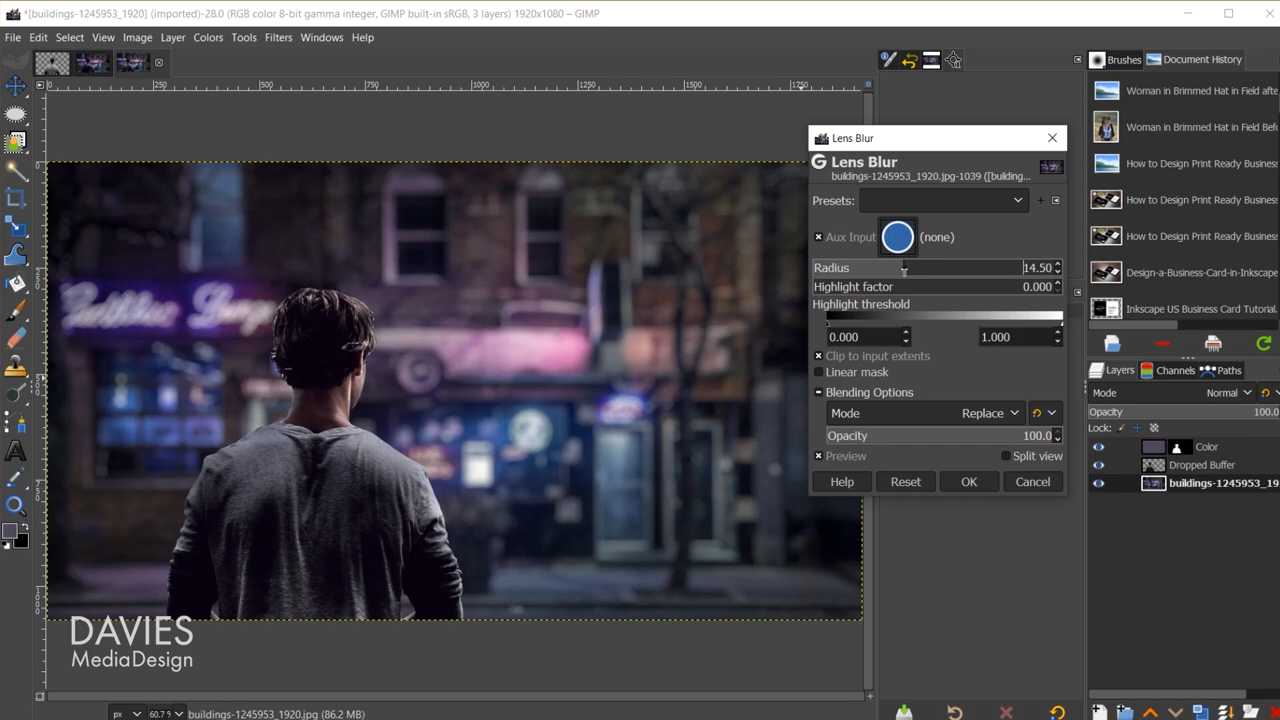 *[buildings-1245953_1920] (imported)-28.0 (RGB color 8-bit gamma integer, GIMP built-in sRGB, 3 layers) 1920x1080 – GIMP
File Edit Select View Image Layer Colors Tools Filters Windows Help
Brushes Document History
0 250 500 750 1000 1250 1500 1750
Woman in Brimmed Hat in Field afte
Woman in Brimmed Hat in Field Bef
How to Design Print Ready Business
How to Design Print Ready Business
How to Design Print Ready Business
Design-a-Business-Card-in-Inkscape
Inkscape US Business Card Tutorial.
Lens Blur
Lens Blur
buildings-1245953_1920.jpg-1039 ([building...
Presets:
Aux Input (none)
Radius 14.50
Highlight factor 0.000
Highlight threshold
0.000 1.000
Clip to input extents
Linear mask
Blending Options
Mode Replace
Opacity 100.0
Preview Split view
Help Reset OK Cancel
Layers Channels Paths
Mode Normal
Opacity 100.0
Lock:
Color
Dropped Buffer
buildings-1245953_19
DAVIES
MediaDesign
px 60.7 buildings-1245953_1920.jpg (86.2 MB)